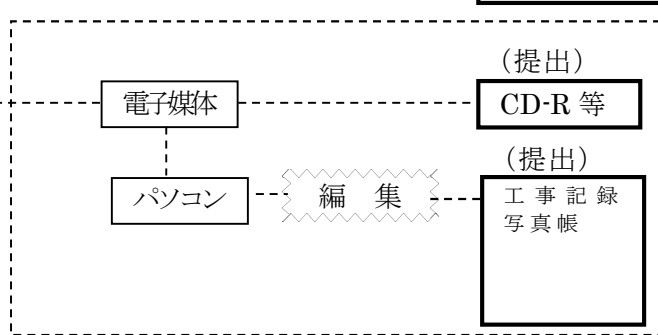 （提出）
電子媒体
CD-R 等
（提出）
パソコン
編 集
工事記録
写真帳